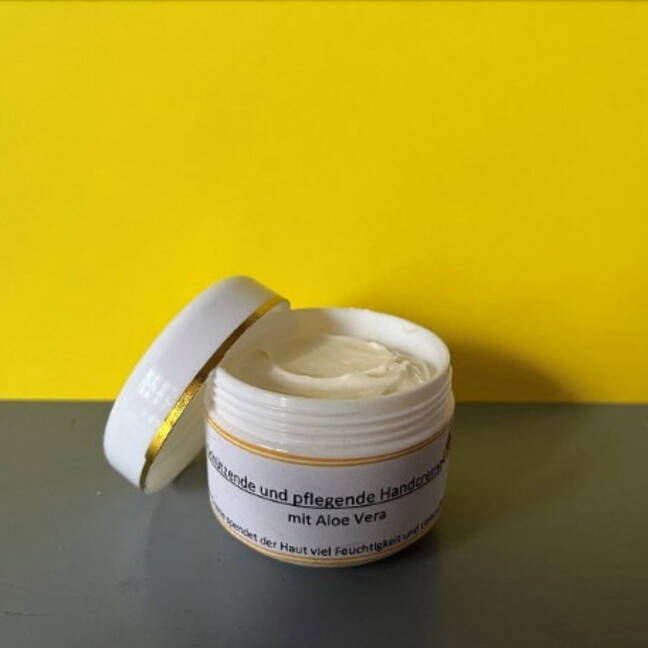 und pflegende Handcreme
mit Aloe Vera
spendet der Haut viel Feuchtigkeit und